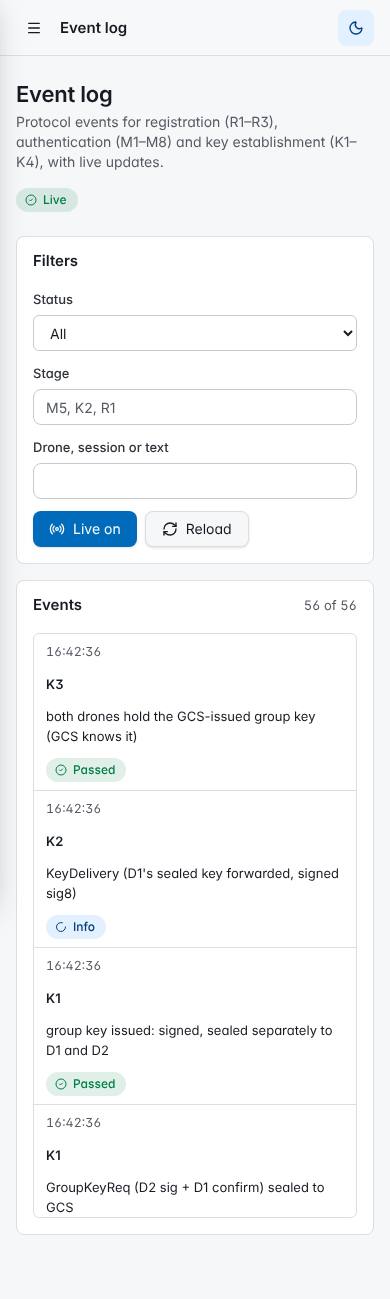 Event log
Event log
Protocol events for registration (R1–R3),
authentication (M1–M8) and key establishment (K1–
K4), with live updates.
Live
Filters
Status
All
Stage
M5, K2, R1
Drone, session or text
Live on
Reload
Events
56 of 56
16:42:36
K3
both drones hold the GCS-issued group key
(GCS knows it)
Passed
16:42:36
K2
KeyDelivery (D1's sealed key forwarded, signed
sig8)
Info
16:42:36
K1
group key issued: signed, sealed separately to
D1 and D2
Passed
16:42:36
K1
GroupKeyReq (D2 sig + D1 confirm) sealed to
GCS